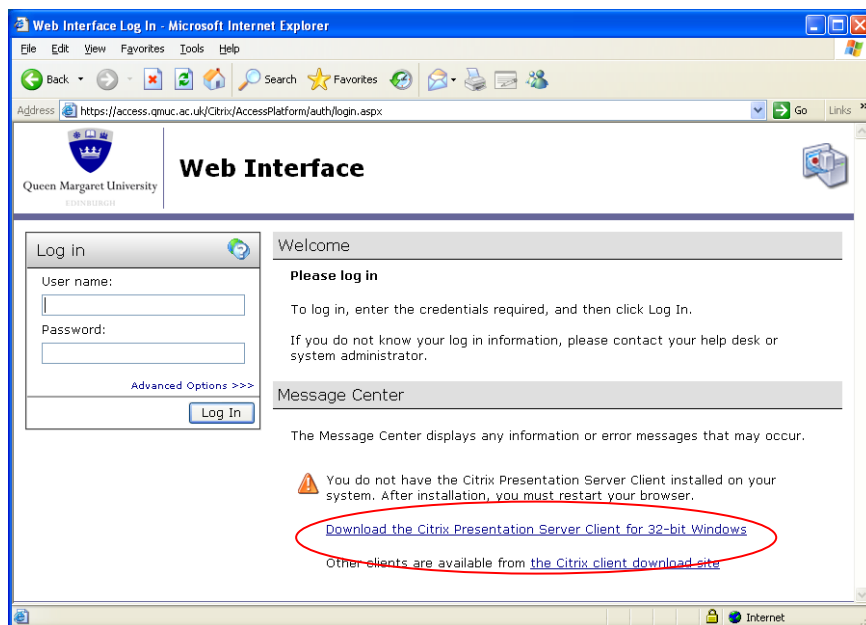 Web Interface Log In - Microsoft Internet Explorer
File Edit View Favorites Tools Help
Back Search Favorites
Address https://access.qmuc.ac.uk/Citrix/AccessPlatform/auth/login.aspx Go Links »
Queen Margaret University
EDINBURGH
Web Interface
Log in
User name:
Password:
Advanced Options >>>
Log In
Welcome
Please log in
To log in, enter the credentials required, and then click Log In.
If you do not know your log in information, please contact your help desk or
system administrator.
Message Center
The Message Center displays any information or error messages that may occur.
You do not have the Citrix Presentation Server Client installed on your
system. After installation, you must restart your browser.
Download the Citrix Presentation Server Client for 32-bit Windows
Other clients are available from the Citrix client download site
Internet